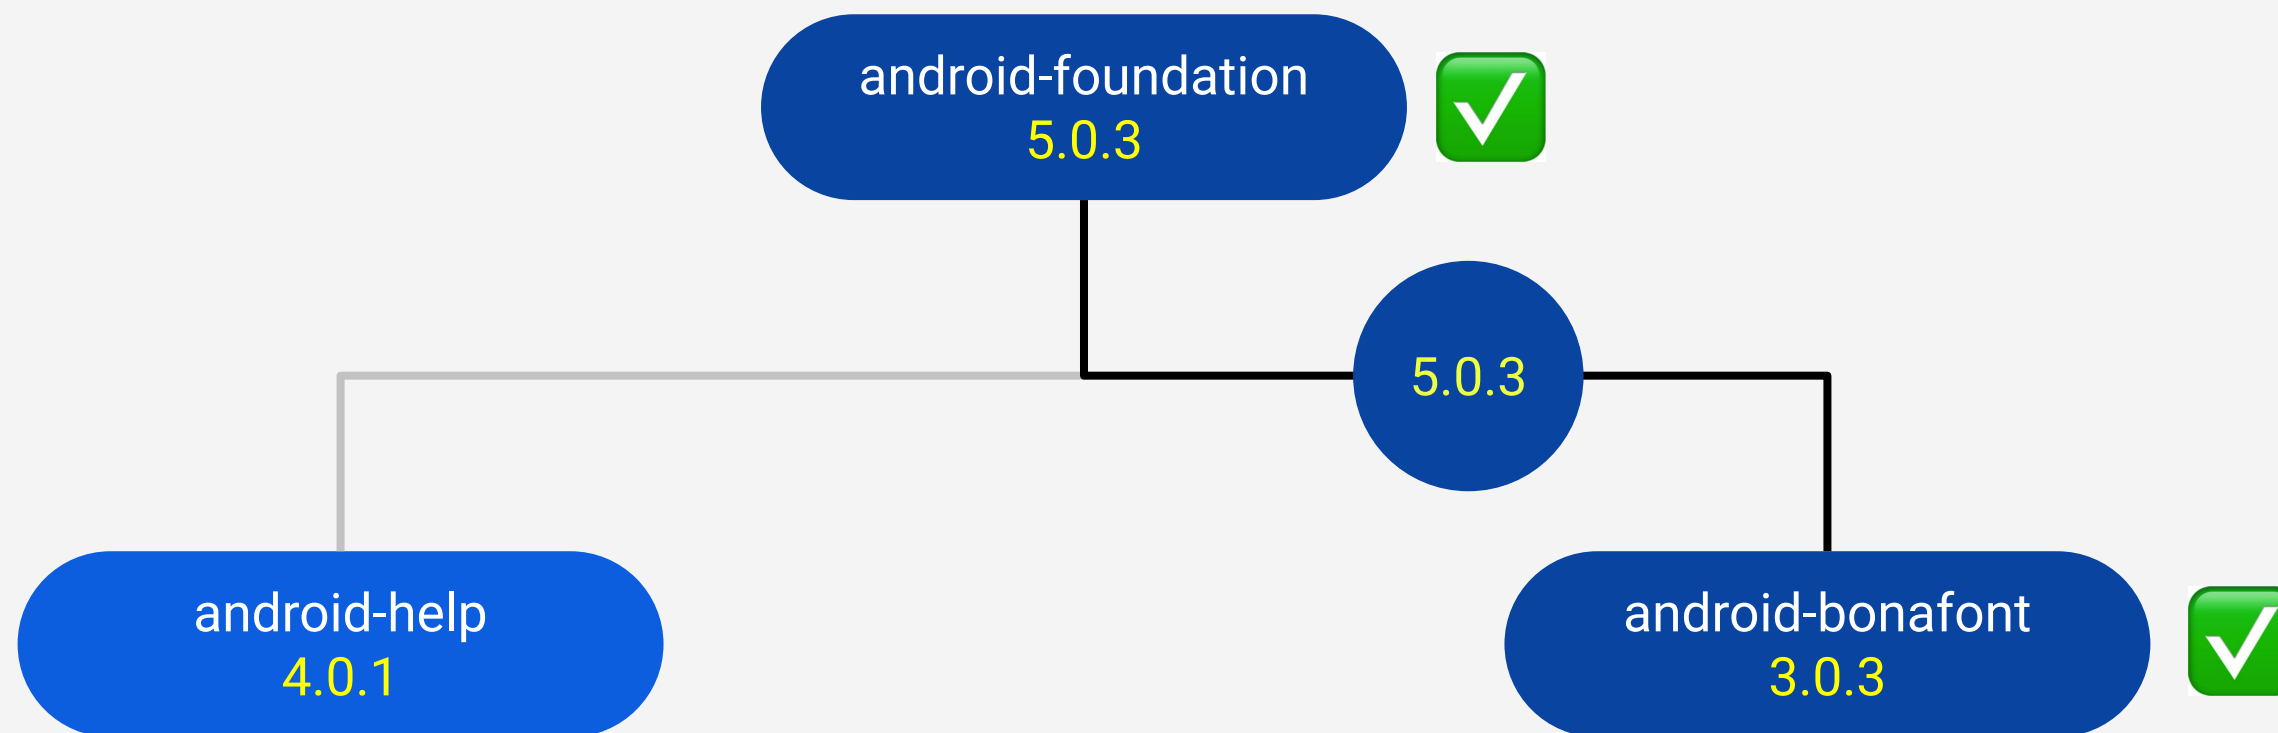 android-foundation
5.0.3
5.0.3
android-help
4.0.1
android-bonafont
3.0.3